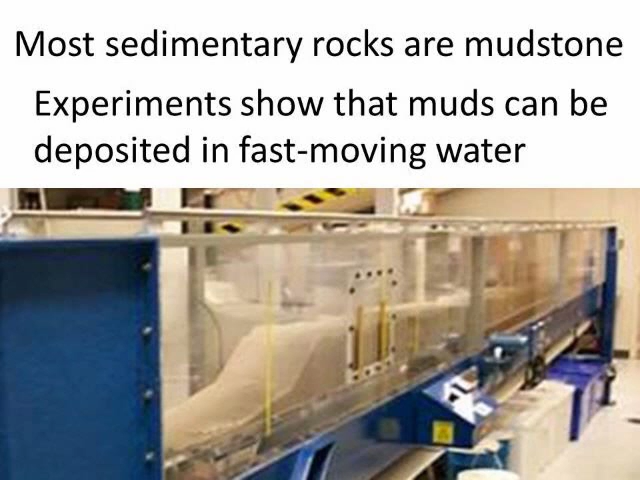 Most sedimentary rocks are mudstone
Experiments show that muds can be
deposited in fast-moving water